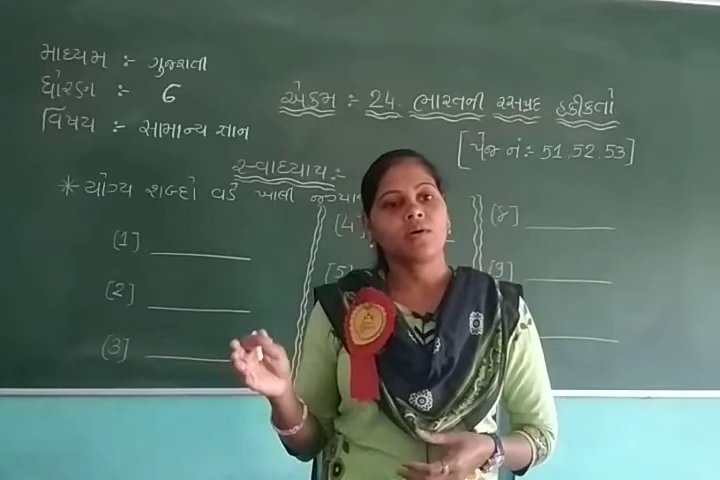 માધ્યમ :- ગુજરાતી
ધોરણ :- 6
વિષય :- સામાન્ય જ્ઞાન
એકમ :- 24. ભારતની રસપ્રદ હકીકતો
[પેજ નં:- 51, 52, 53]
સ્વાધ્યાય:-
* યોગ્ય શબ્દો વડે ખાલી જગ્યા
[1]
[2]
[3]
[4]
[5]
[8]
[9]